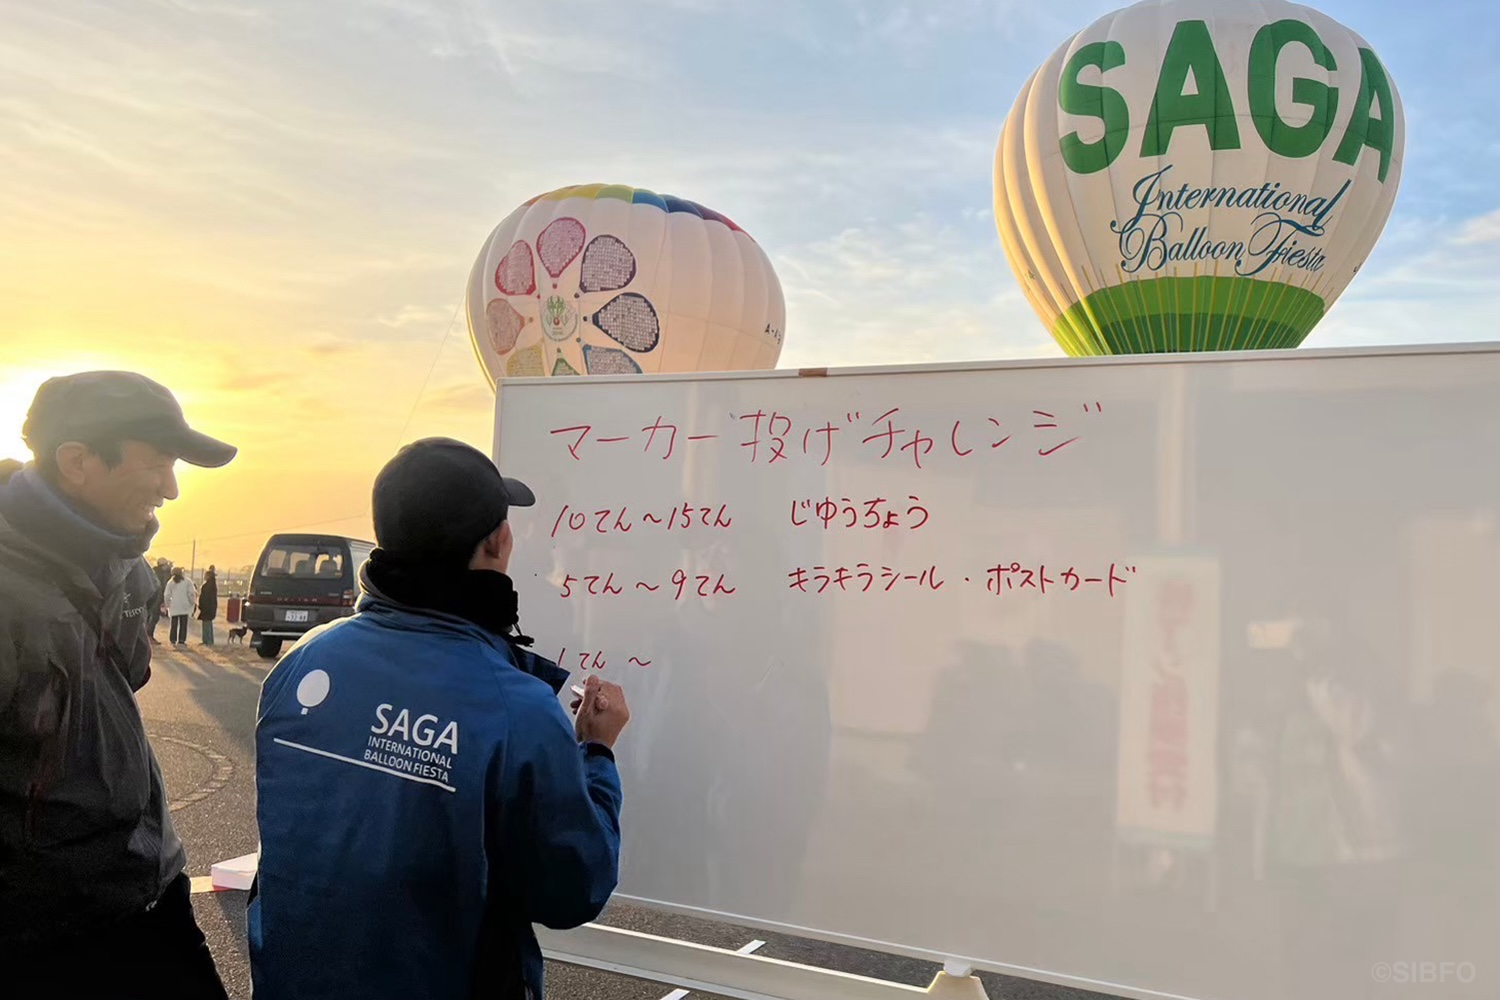 SAGA
International
Balloon Fiesta
マーカー投げチャレンジ
10てん〜15てん じゆうちょう
5てん〜9てん キラキラシール・ポストカード
1てん〜
SAGA
INTERNATIONAL
BALLOON FIESTA
©SIBFO